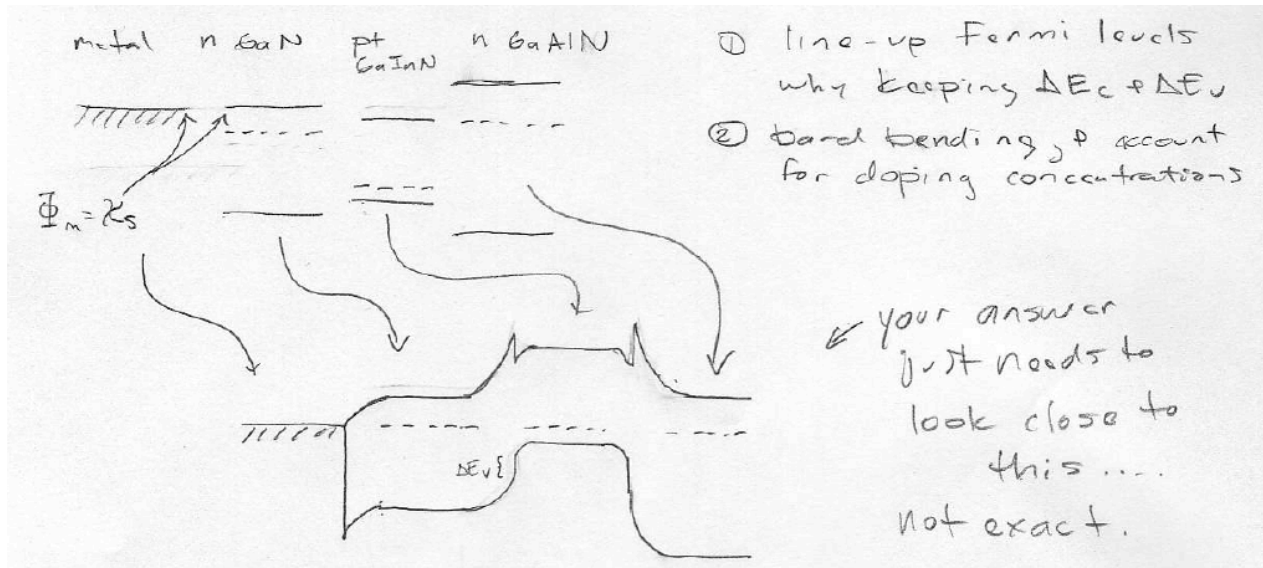 metal n GaN p+ GaInN n GaAlN
① line-up Fermi levels
why keeping ΔEc & ΔEv
② band bending, & account
for doping concentrations
Φm = χs
ΔEv{
↙ your answer
just needs to
look close to
this....
not exact.